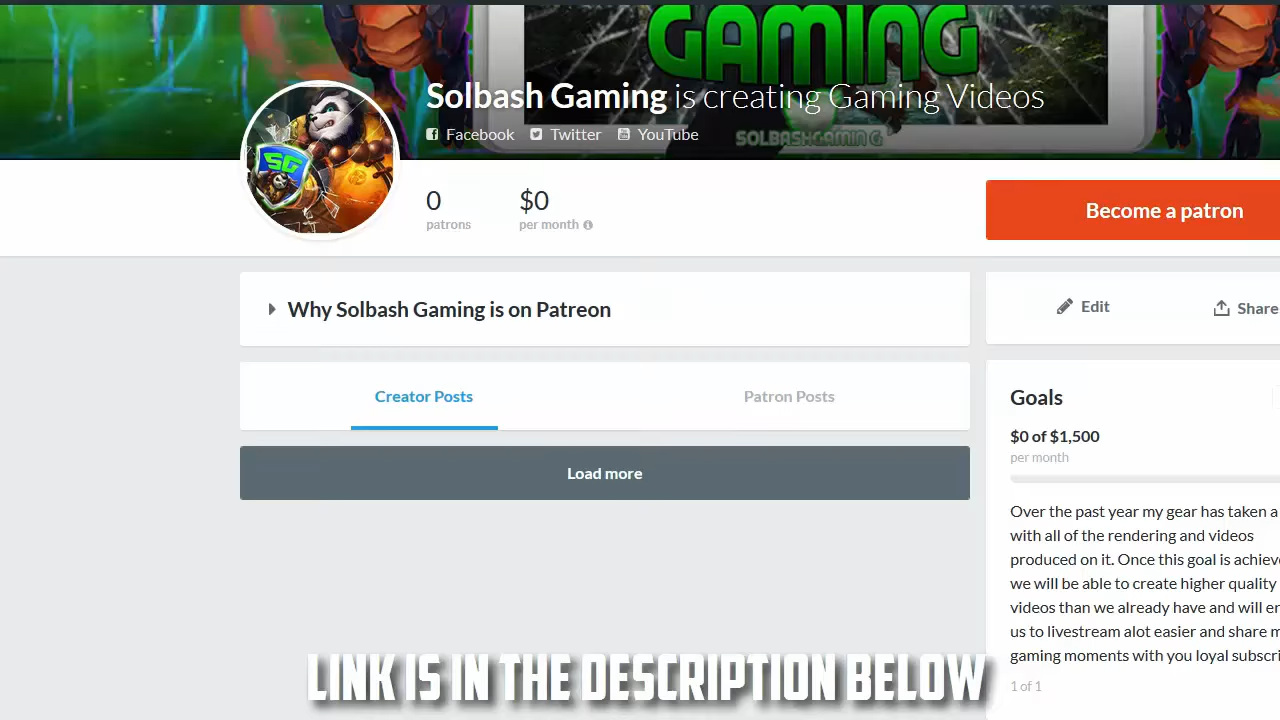 GAMING
Solbash Gaming is creating Gaming Videos
Facebook Twitter YouTube
SOLBASHGAMING
SG
0
patrons
$0
per month
Become a patron
Why Solbash Gaming is on Patreon
Edit
Share
Creator Posts
Patron Posts
Load more
Goals
$0 of $1,500
per month
Over the past year my gear has taken a
with all of the rendering and videos
produced on it. Once this goal is
we will be able to create higher quality
videos than we already have and will
us to livestream alot easier and share
gaming moments with you loyal
1 of 1
LINK IS IN THE DESCRIPTION BELOW